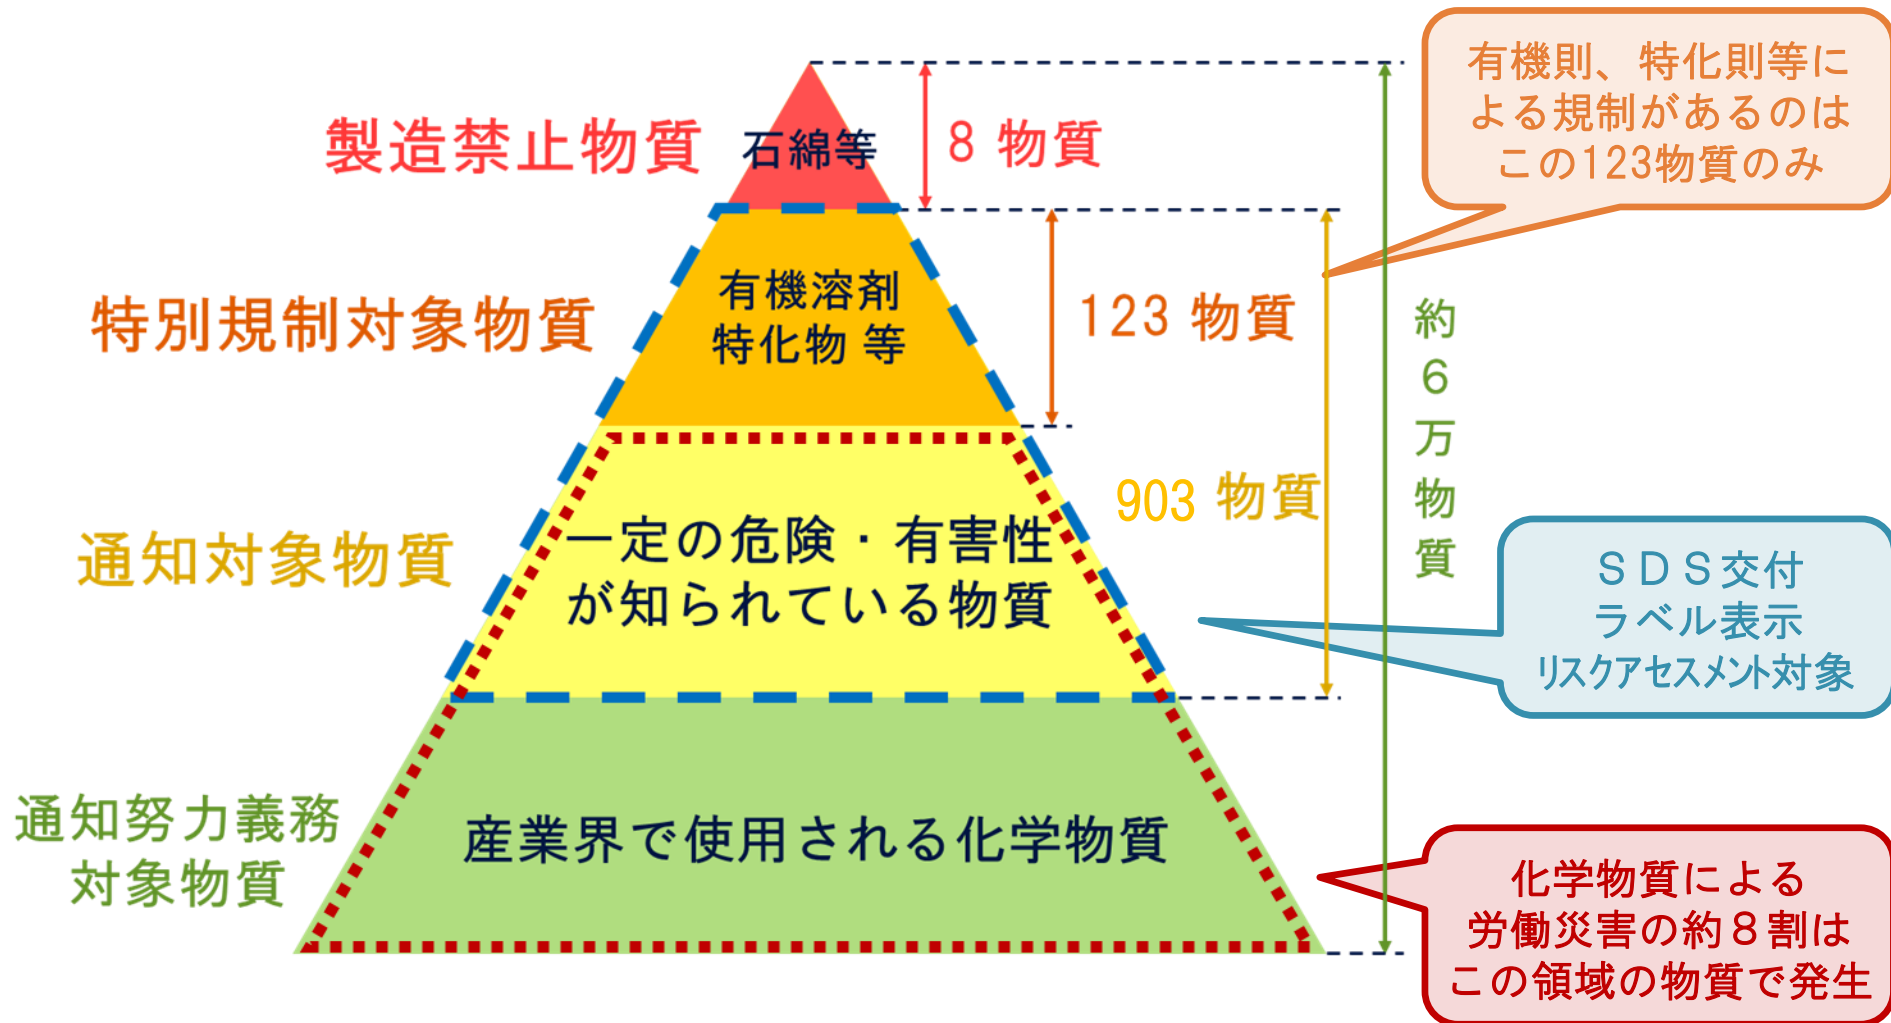 有機則、特化則等に
よる規制があるのは
この123物質のみ
製造禁止物質
石綿等
8 物質
特別規制対象物質
有機溶剤
特化物 等
123 物質
約6万物質
通知対象物質
一定の危険・有害性
が知られている物質
903 物質
SDS交付
ラベル表示
リスクアセスメント対象
通知努力義務
対象物質
産業界で使用される化学物質
化学物質による
労働災害の約8割は
この領域の物質で発生